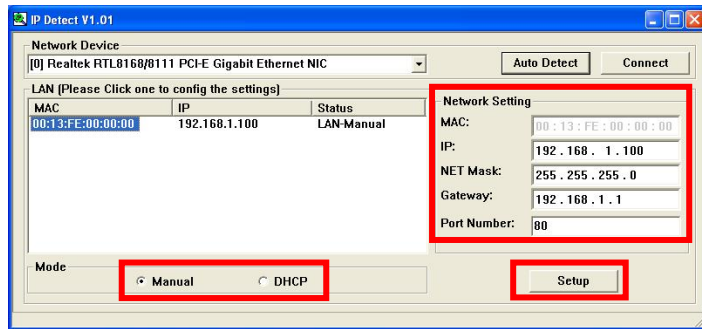 IP Detect V1.01
Network Device
[0] Realtek RTL8168/8111 PCI-E Gigabit Ethernet NIC
Auto Detect
Connect
LAN (Please Click one to config the settings)
MAC IP Status
00:13:FE:00:00:00 192.168.1.100 LAN-Manual
Network Setting
MAC: 00 : 13 : FE : 00 : 00 : 00
IP: 192 . 168 . 1 . 100
NET Mask: 255 . 255 . 255 . 0
Gateway: 192 . 168 . 1 . 1
Port Number: 80
Mode
Manual DHCP
Setup